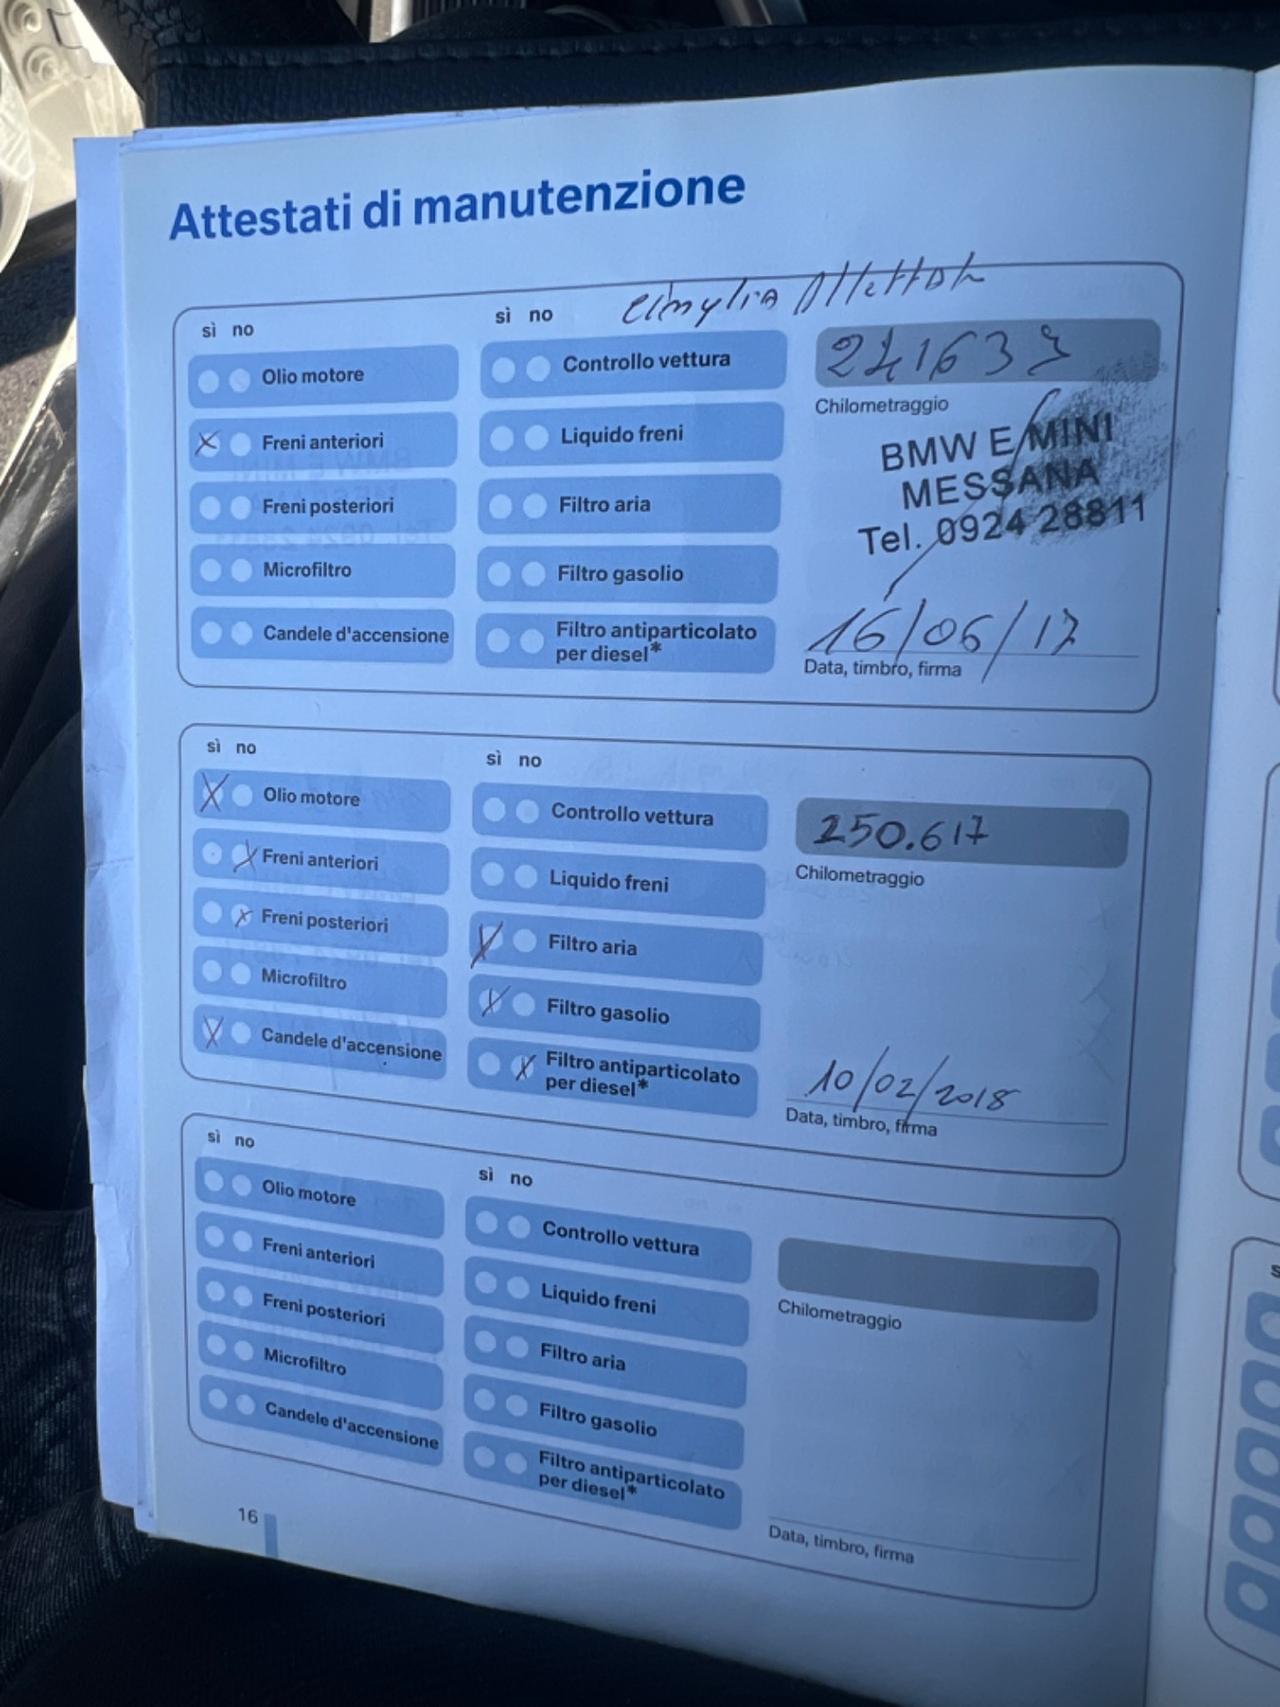 Attestati di manutenzione
sì no
sì no
Olio motore
Controllo vettura
Chilometraggio
Freni anteriori
Liquido freni
BMW E MINI
MESSANA
Tel. 0924 28811
Freni posteriori
Filtro aria
Microfiltro
Filtro gasolio
Candele d'accensione
Filtro antiparticolato
per diesel*
16/06/17
Data, timbro, firma
sì no
sì no
Olio motore
Controllo vettura
250.617
Chilometraggio
Freni anteriori
Liquido freni
Freni posteriori
Filtro aria
Microfiltro
Filtro gasolio
Candele d'accensione
Filtro antiparticolato
per diesel*
10/02/2018
Data, timbro, firma
sì no
sì no
Olio motore
Controllo vettura
Chilometraggio
Freni anteriori
Liquido freni
Freni posteriori
Filtro aria
Microfiltro
Filtro gasolio
Candele d'accensione
Filtro antiparticolato
per diesel*
Data, timbro, firma
16